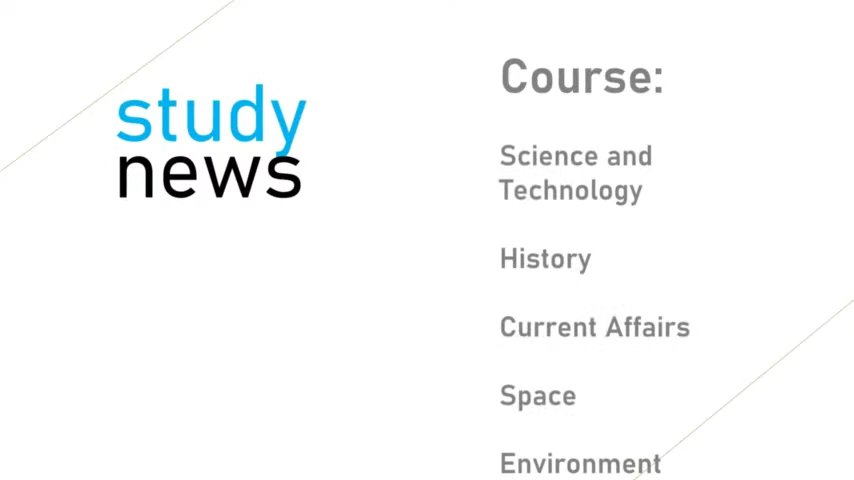 study
news
Course:
Science and
Technology
History
Current Affairs
Space
Environment